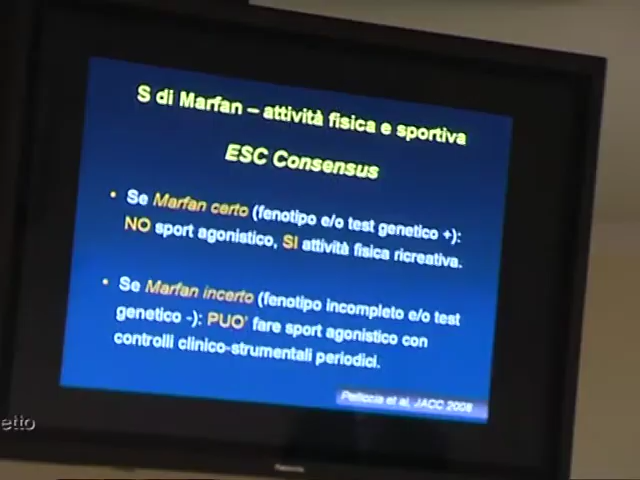 S di Marfan – attività fisica e sportiva
ESC Consensus
• Se Marfan certo (fenotipo e/o test genetico +):
NO sport agonistico, SI attività fisica ricreativa.
• Se Marfan incerto (fenotipo incompleto e/o test
genetico -): PUO' fare sport agonistico con
controlli clinico-strumentali periodici.
Pelliccia et al. JACC 2008
etto
Panasonic